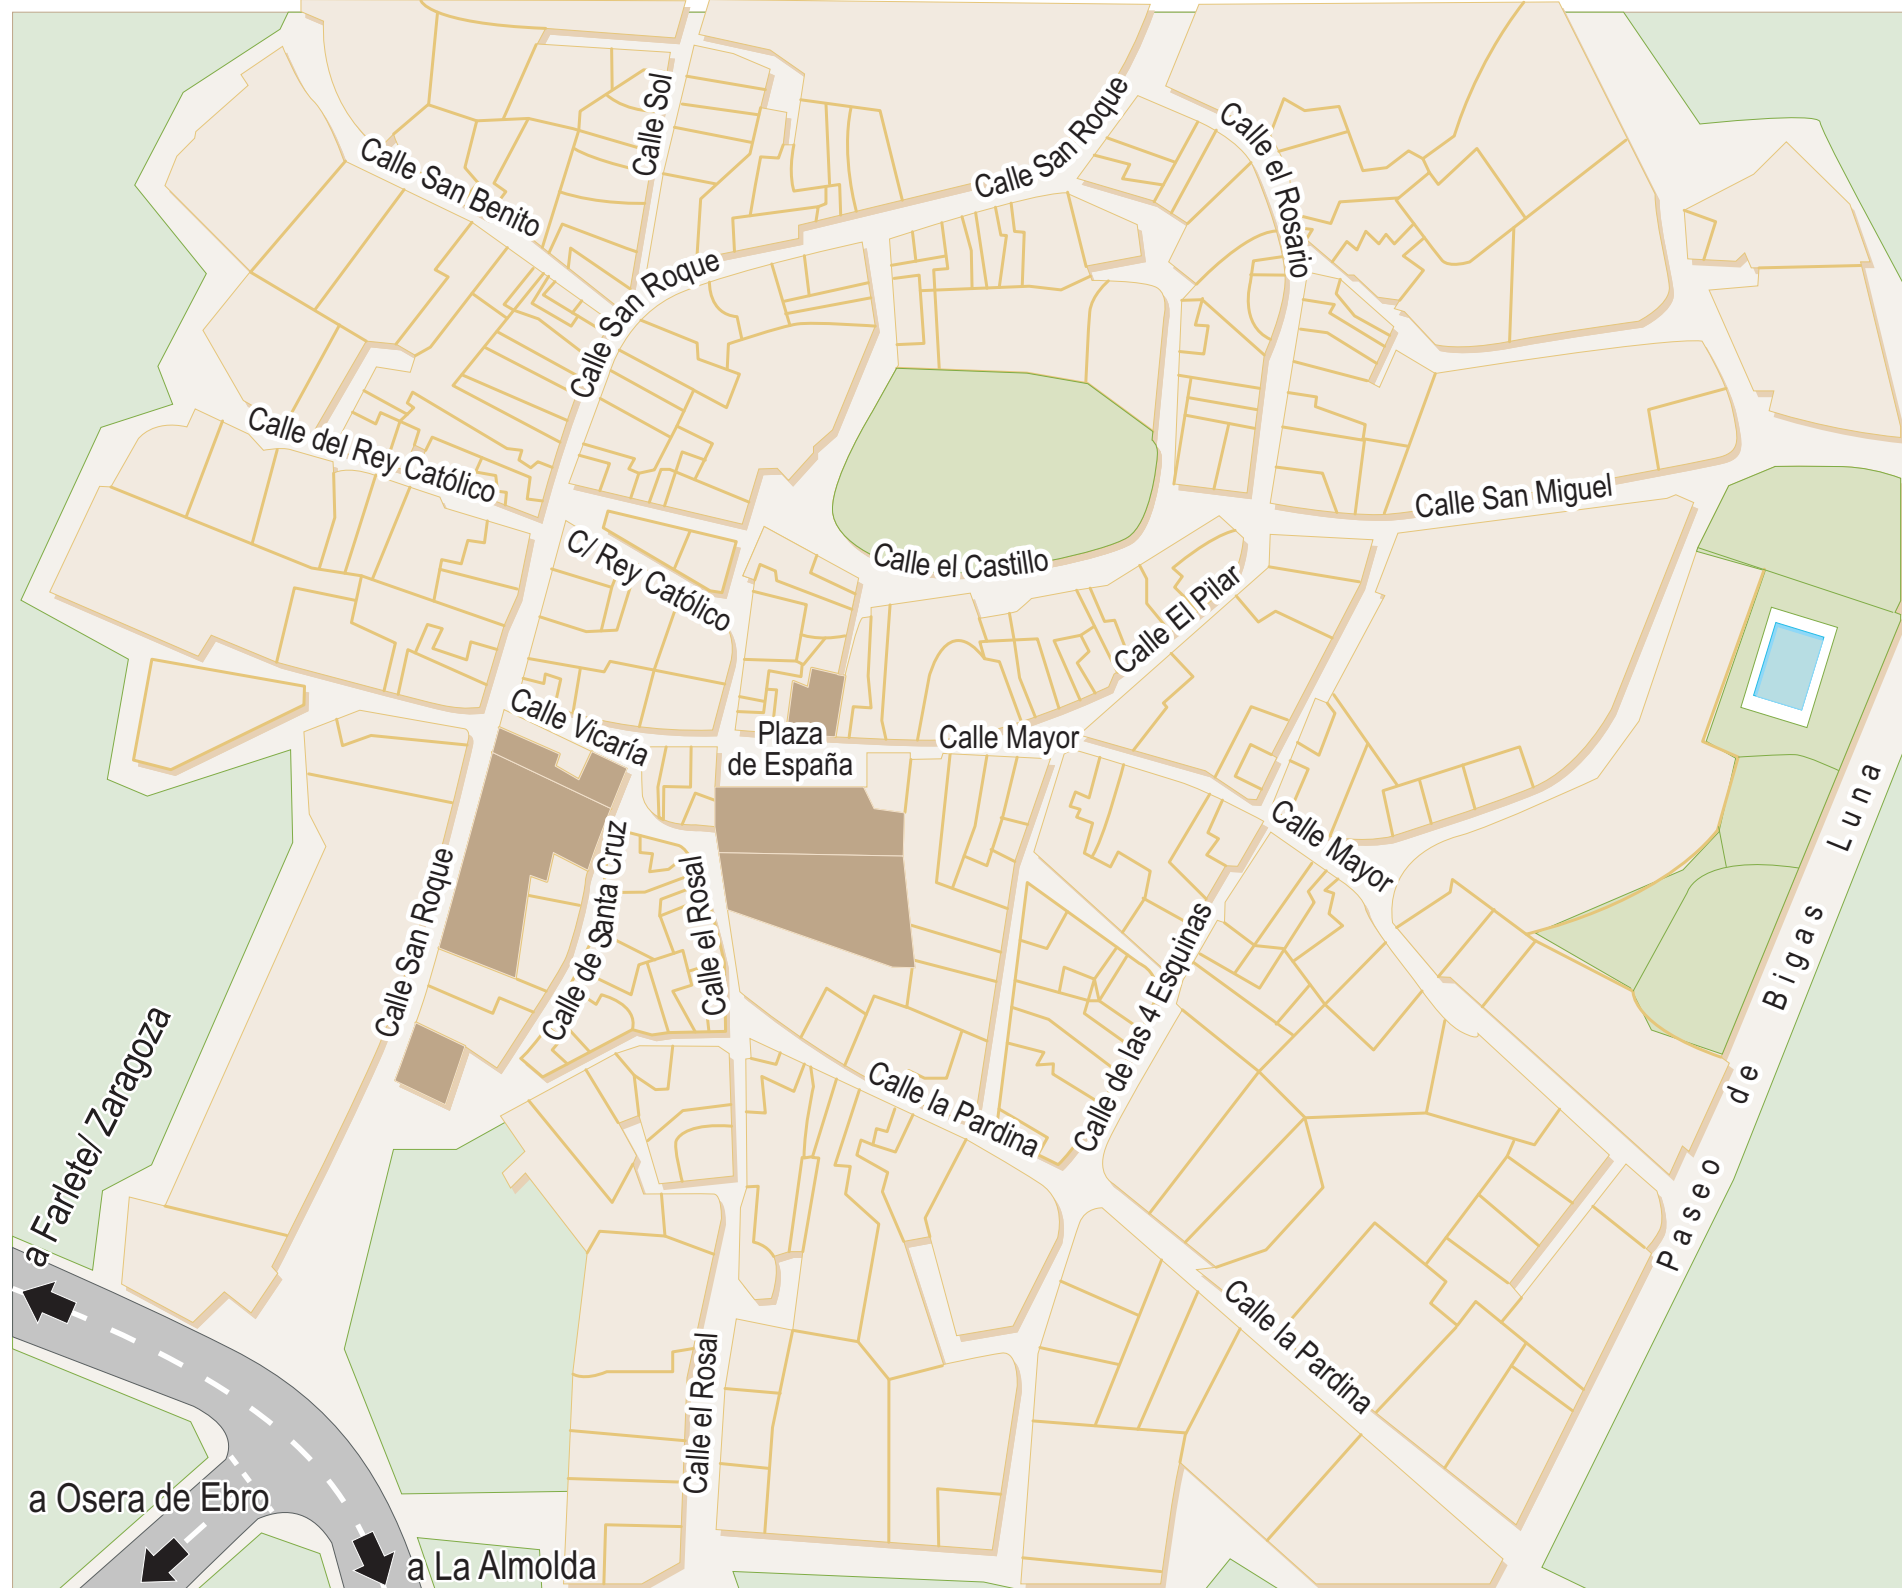 Calle Sol
Calle San Roque
Calle el Rosario
Calle San Benito
Calle San Roque
Calle del Rey Católico
Calle San Miguel
C/ Rey Católico
Calle el Castillo
Calle El Pilar
Calle Vicaría
Plaza
de España
Calle Mayor
Calle Mayor
Paseo de Bigas Luna
Calle San Roque
Calle de Santa Cruz
Calle el Rosal
Calle de las 4 Esquinas
Calle la Pardina
a Farlete/ Zaragoza
Calle la Pardina
Calle el Rosal
a Osera de Ebro
a La Almolda